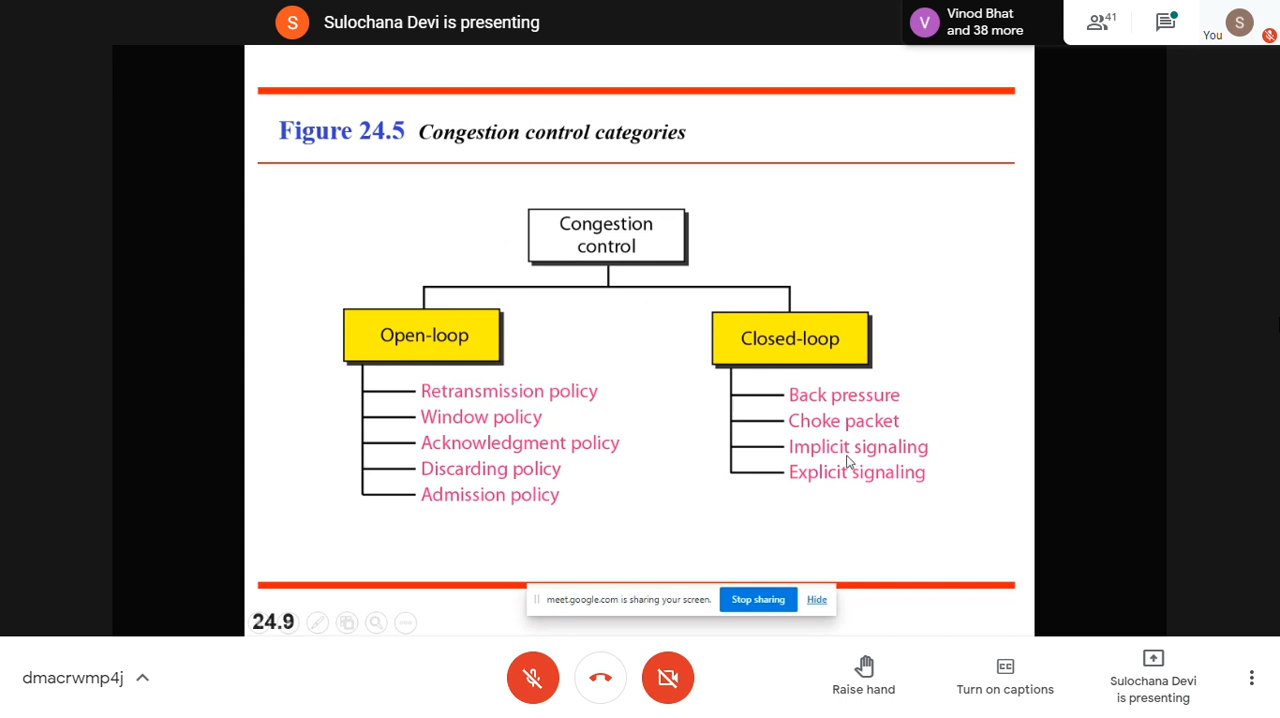 S
Sulochana Devi is presenting
V
Vinod Bhat
and 38 more
41
You
S
Figure 24.5 Congestion control categories
Congestion
control
Open-loop
Retransmission policy
Window policy
Acknowledgment policy
Discarding policy
Admission policy
Closed-loop
Back pressure
Choke packet
Implicit signaling
Explicit signaling
meet.google.com is sharing your screen.
Stop sharing
Hide
24.9
dmacrwmp4j
Raise hand
CC
Turn on captions
Sulochana Devi
is presenting